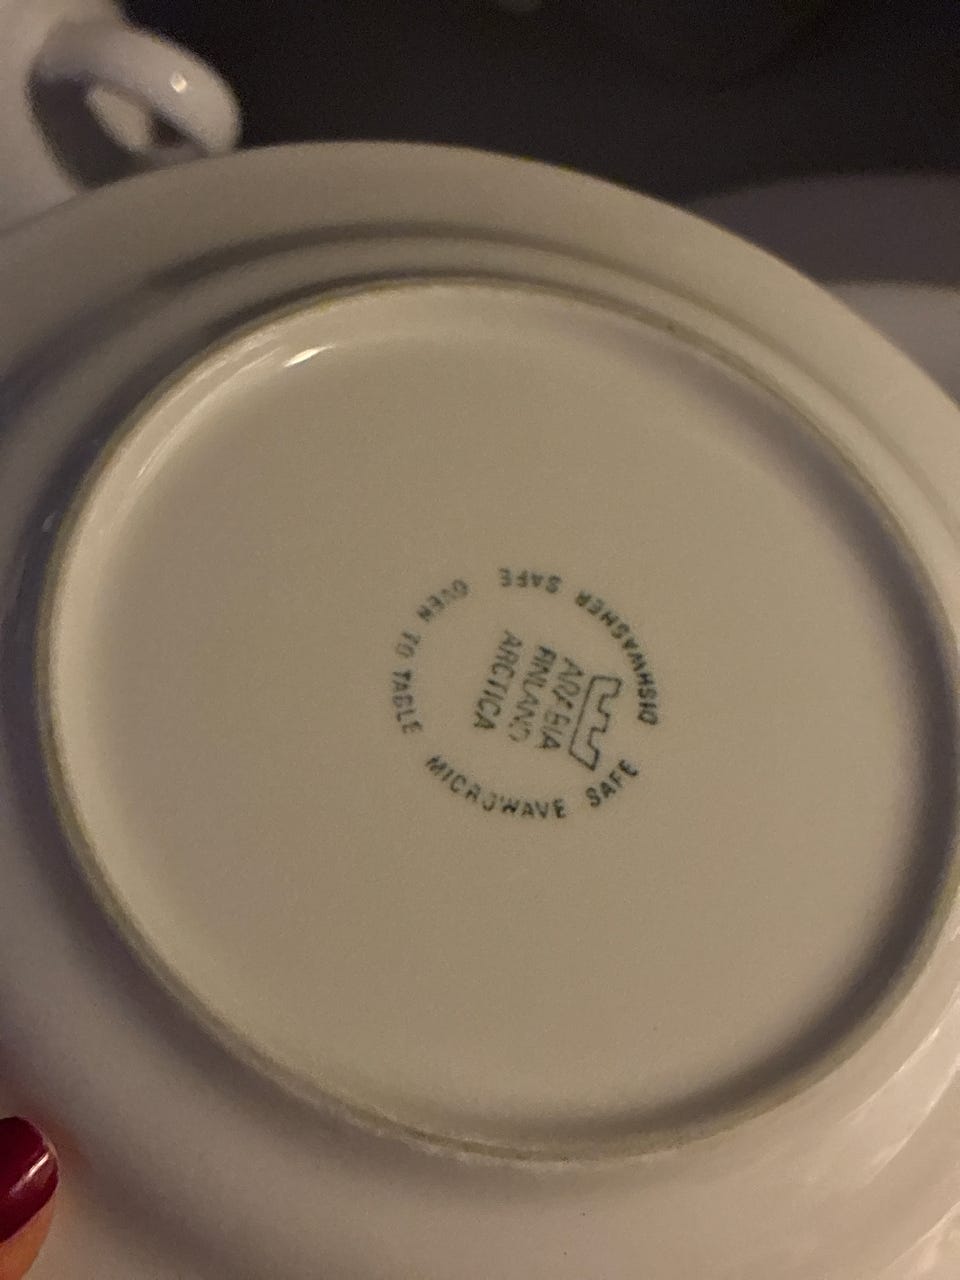 ARABIA
FINLAND
ARCTICA
DISHWASHER SAFE
MICROWAVE SAFE
OVEN TO TABLE